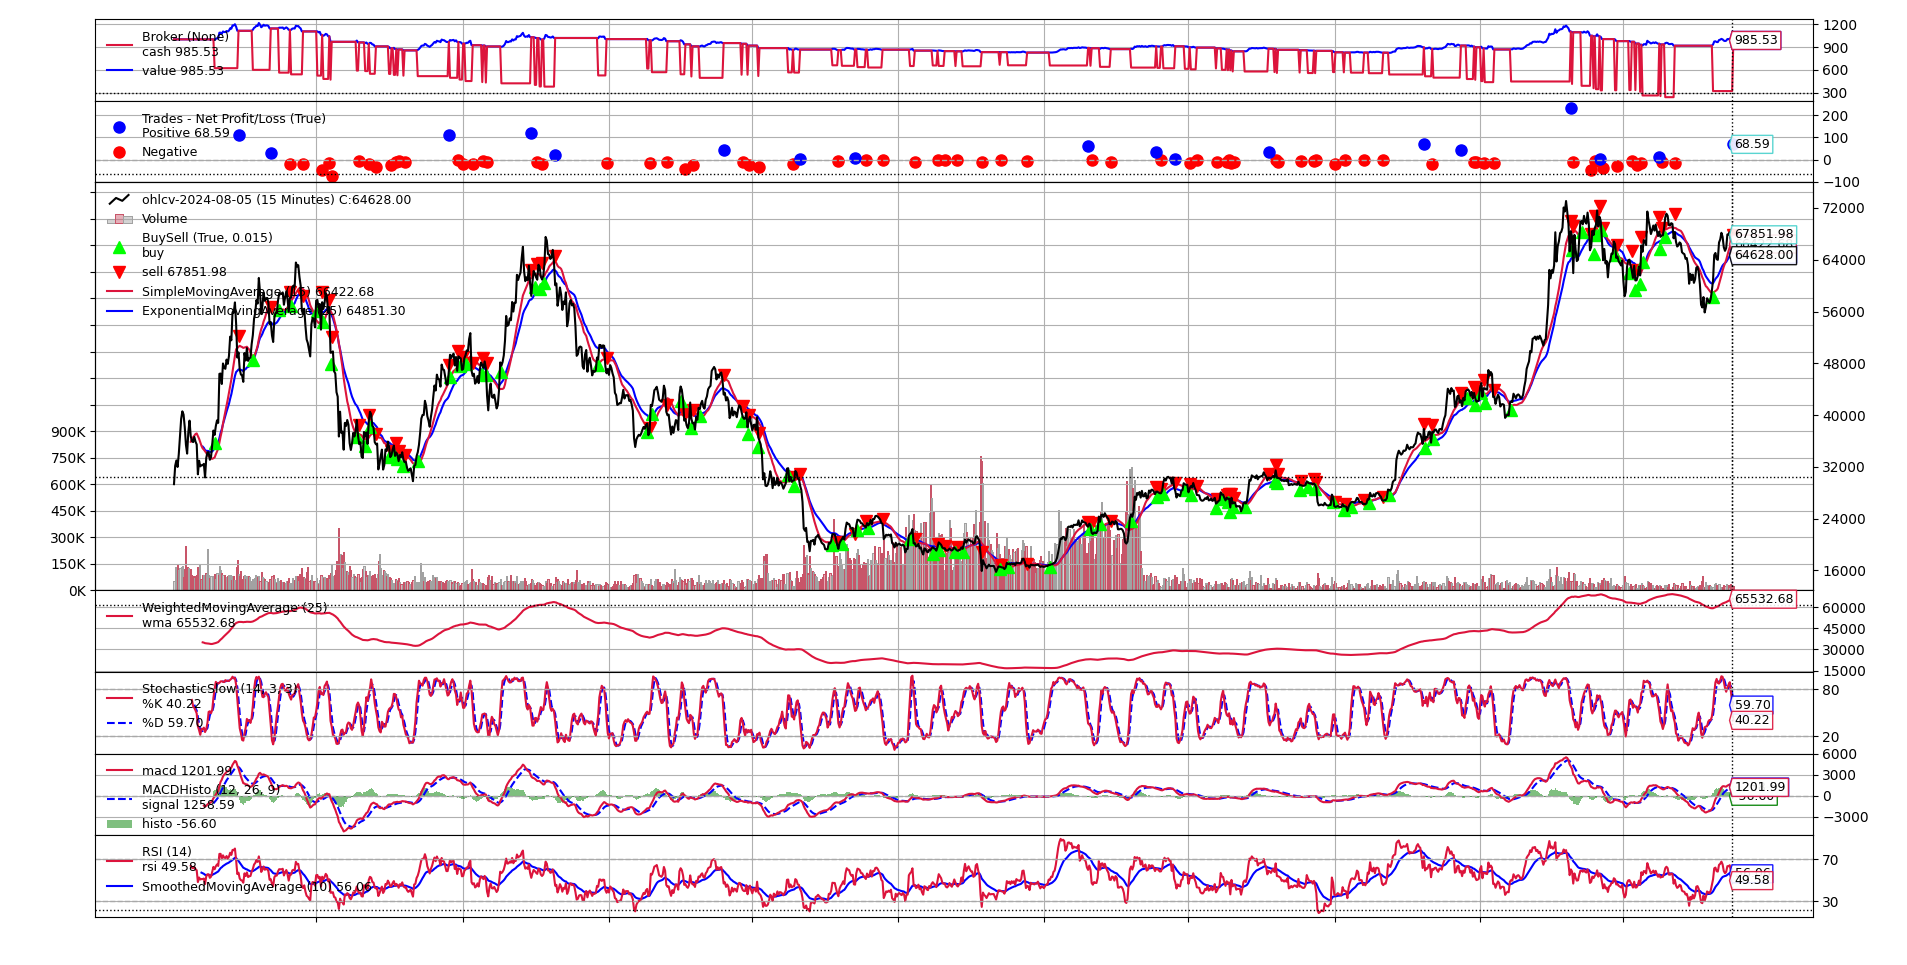 Broker (None)
cash 985.53
value 985.53
1200
900
600
300
985.53
Trades - Net Profit/Loss (True)
Positive 68.59
Negative
200
100
0
−100
68.59
ohlcv-2024-08-05 (15 Minutes) C:64628.00
Volume
BuySell (True, 0.015)
buy
sell 67851.98
ExponentialMovingAverage (25) 64851.30
72000
64000
56000
48000
40000
32000
24000
16000
67851.98
64628.00
900K
750K
600K
450K
300K
150K
0K
WeightedMovingAverage (25)
wma 65532.68
60000
45000
30000
15000
65532.68
StochasticSlow (14, 3, 3)
%K 40.22
%D 59.70
80
20
59.70
40.22
macd 1201.99
MACDHisto (12, 26, 9)
signal 1258.59
histo -56.60
6000
3000
0
−3000
1201.99
RSI (14)
rsi 49.58
SmoothedMovingAverage (10) 56.06
70
30
49.58